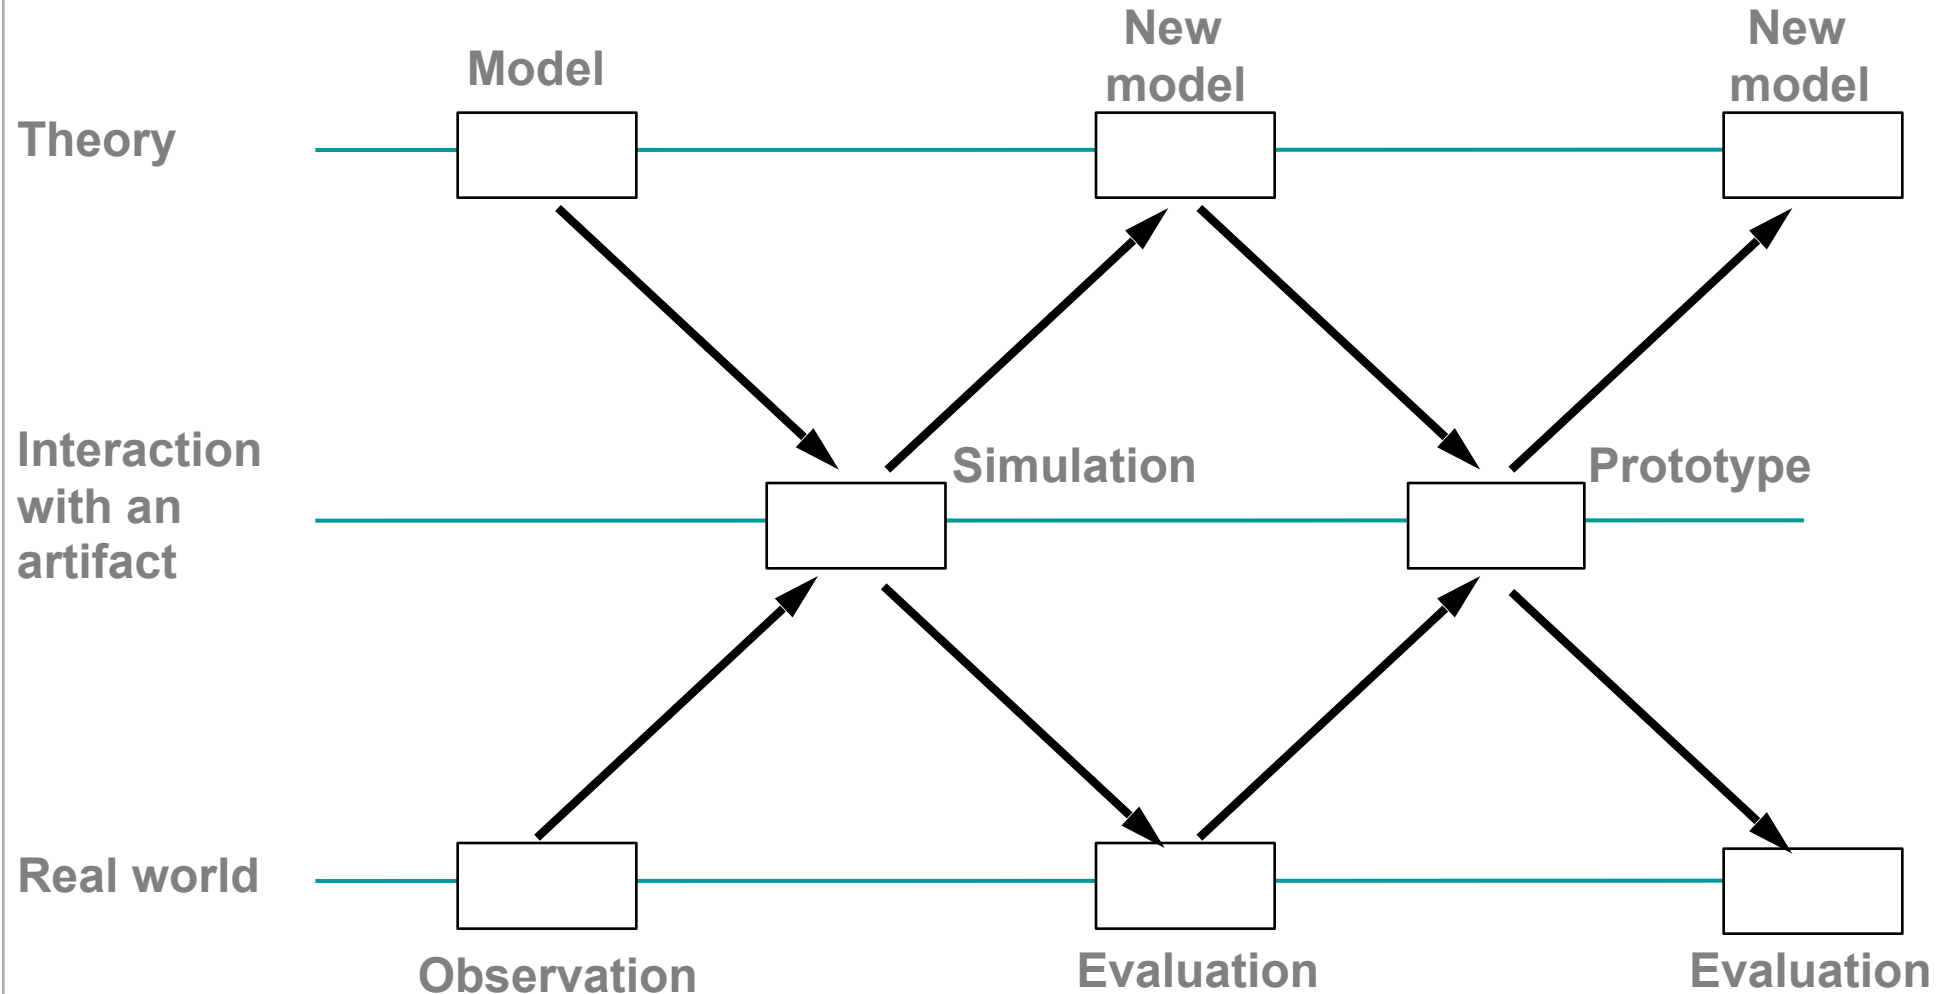 New
model
New
model
Model
Theory
Interaction
with an
artifact
Simulation
Prototype
Real world
Observation
Evaluation
Evaluation